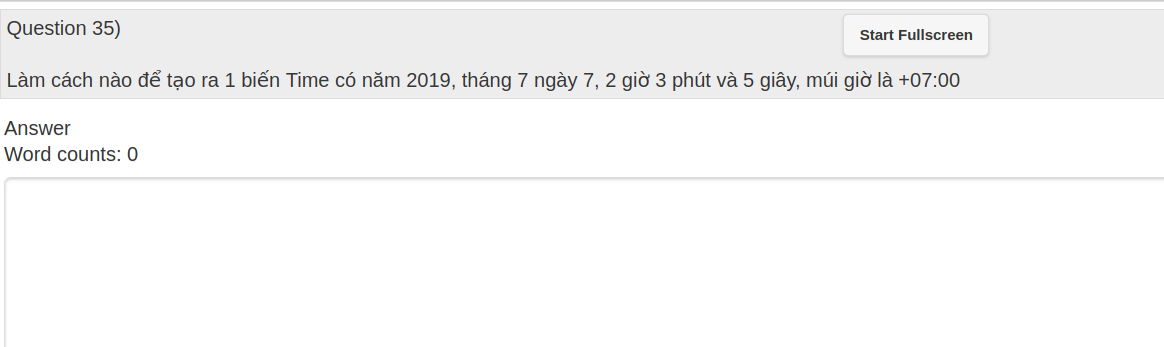 Question 35)
Start Fullscreen
Làm cách nào để tạo ra 1 biến Time có năm 2019, tháng 7 ngày 7, 2 giờ 3 phút và 5 giây, múi giờ là +07:00
Answer
Word counts: 0